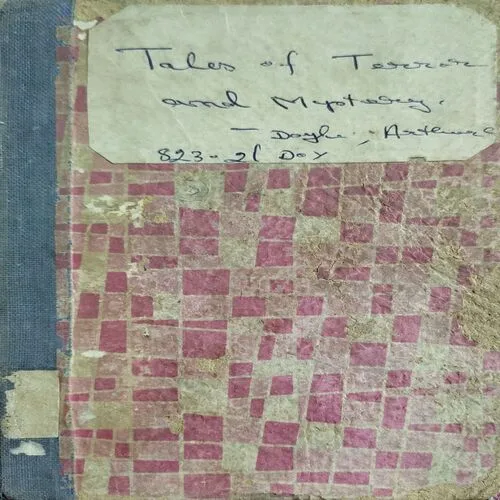 Tales of Terror
and Mystery.
- Doyle, Arthur C
823-21 DOY